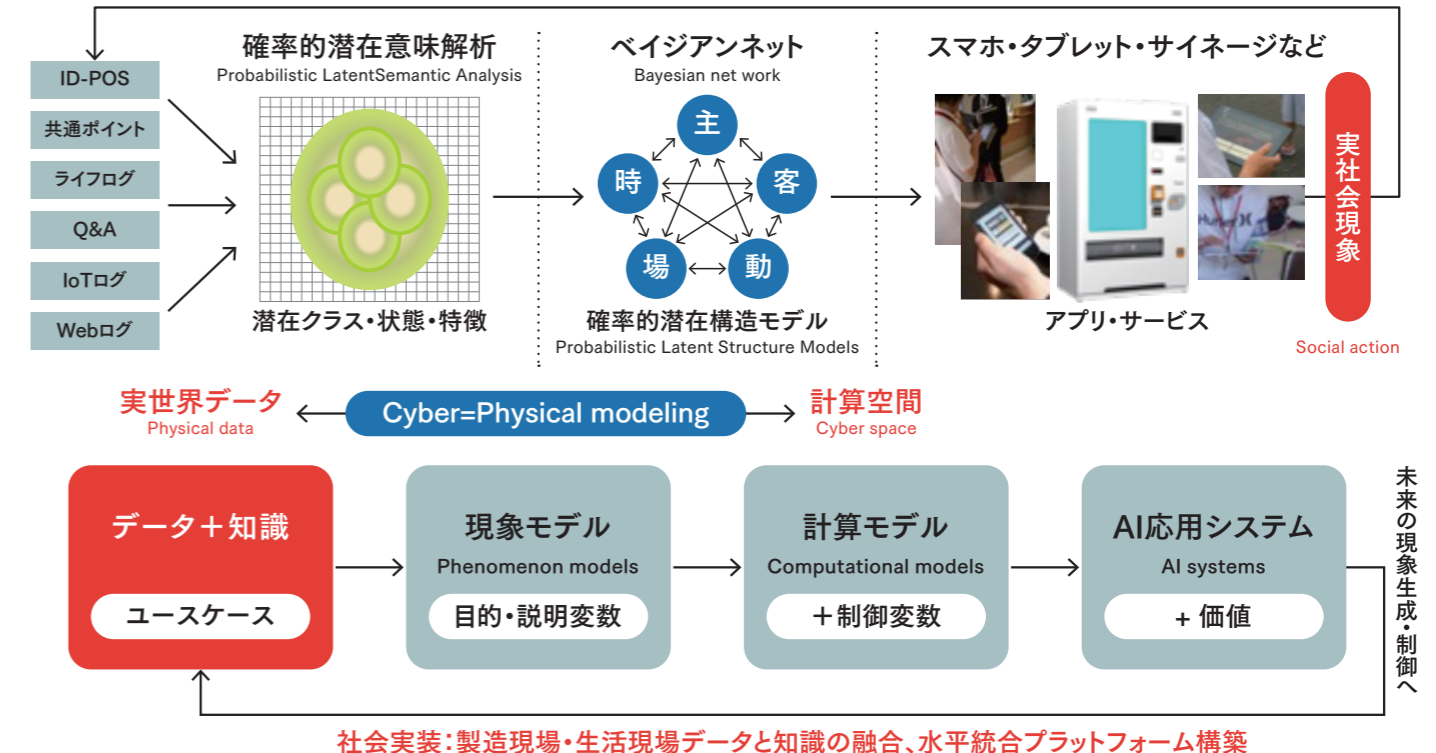 ID-POS
共通ポイント
ライフログ
Q&A
IoTログ
Webログ
確率的潜在意味解析
Probabilistic LatentSemantic Analysis
潜在クラス・状態・特徴
ベイジアンネット
Bayesian net work
主
時
客
場
動
確率的潜在構造モデル
Probabilistic Latent Structure Models
スマホ・タブレット・サイネージなど
アプリ・サービス
実社会現象
Social action
実世界データ
Physical data
Cyber=Physical modeling
計算空間
Cyber space
データ＋知識
ユースケース
現象モデル
Phenomenon models
目的・説明変数
計算モデル
Computational models
＋制御変数
AI応用システム
AI systems
+ 価値
未来の現象生成・制御へ
社会実装：製造現場・生活現場データと知識の融合、水平統合プラットフォーム構築